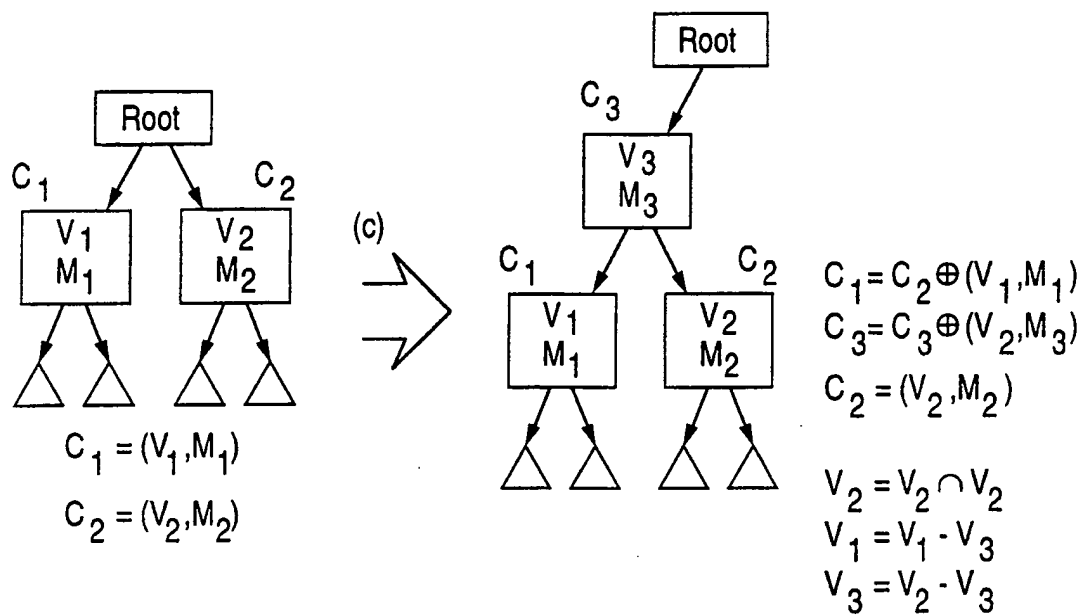 Root
C₁
C₂
V₁
M₁
V₂
M₂
C₁ = (V₁,M₁)
C₂ = (V₂,M₂)
(c)
Root
C₃
V₃
M₃
C₁
C₂
V₁
M₁
V₂
M₂
C₁ = C₂ ⊕ (V₁,M₁)
C₃ = C₃ ⊕ (V₂,M₃)
C₂ = (V₂,M₂)
V₂ = V₂ ∩ V₂
V₁ = V₁ - V₃
V₃ = V₂ - V₃